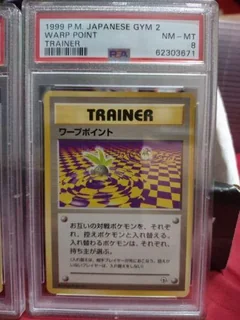 1999 P.M. JAPANESE GYM 2
WARP POINT
TRAINER
NM-MT
8
PSA
62303671
TRAINER
ワープポイント
お互いの対戦ポケモンを、それぞれ、控えポケモンと入れ替える。入れ替わるポケモンは、それぞれ、持ち主が選ぶ。